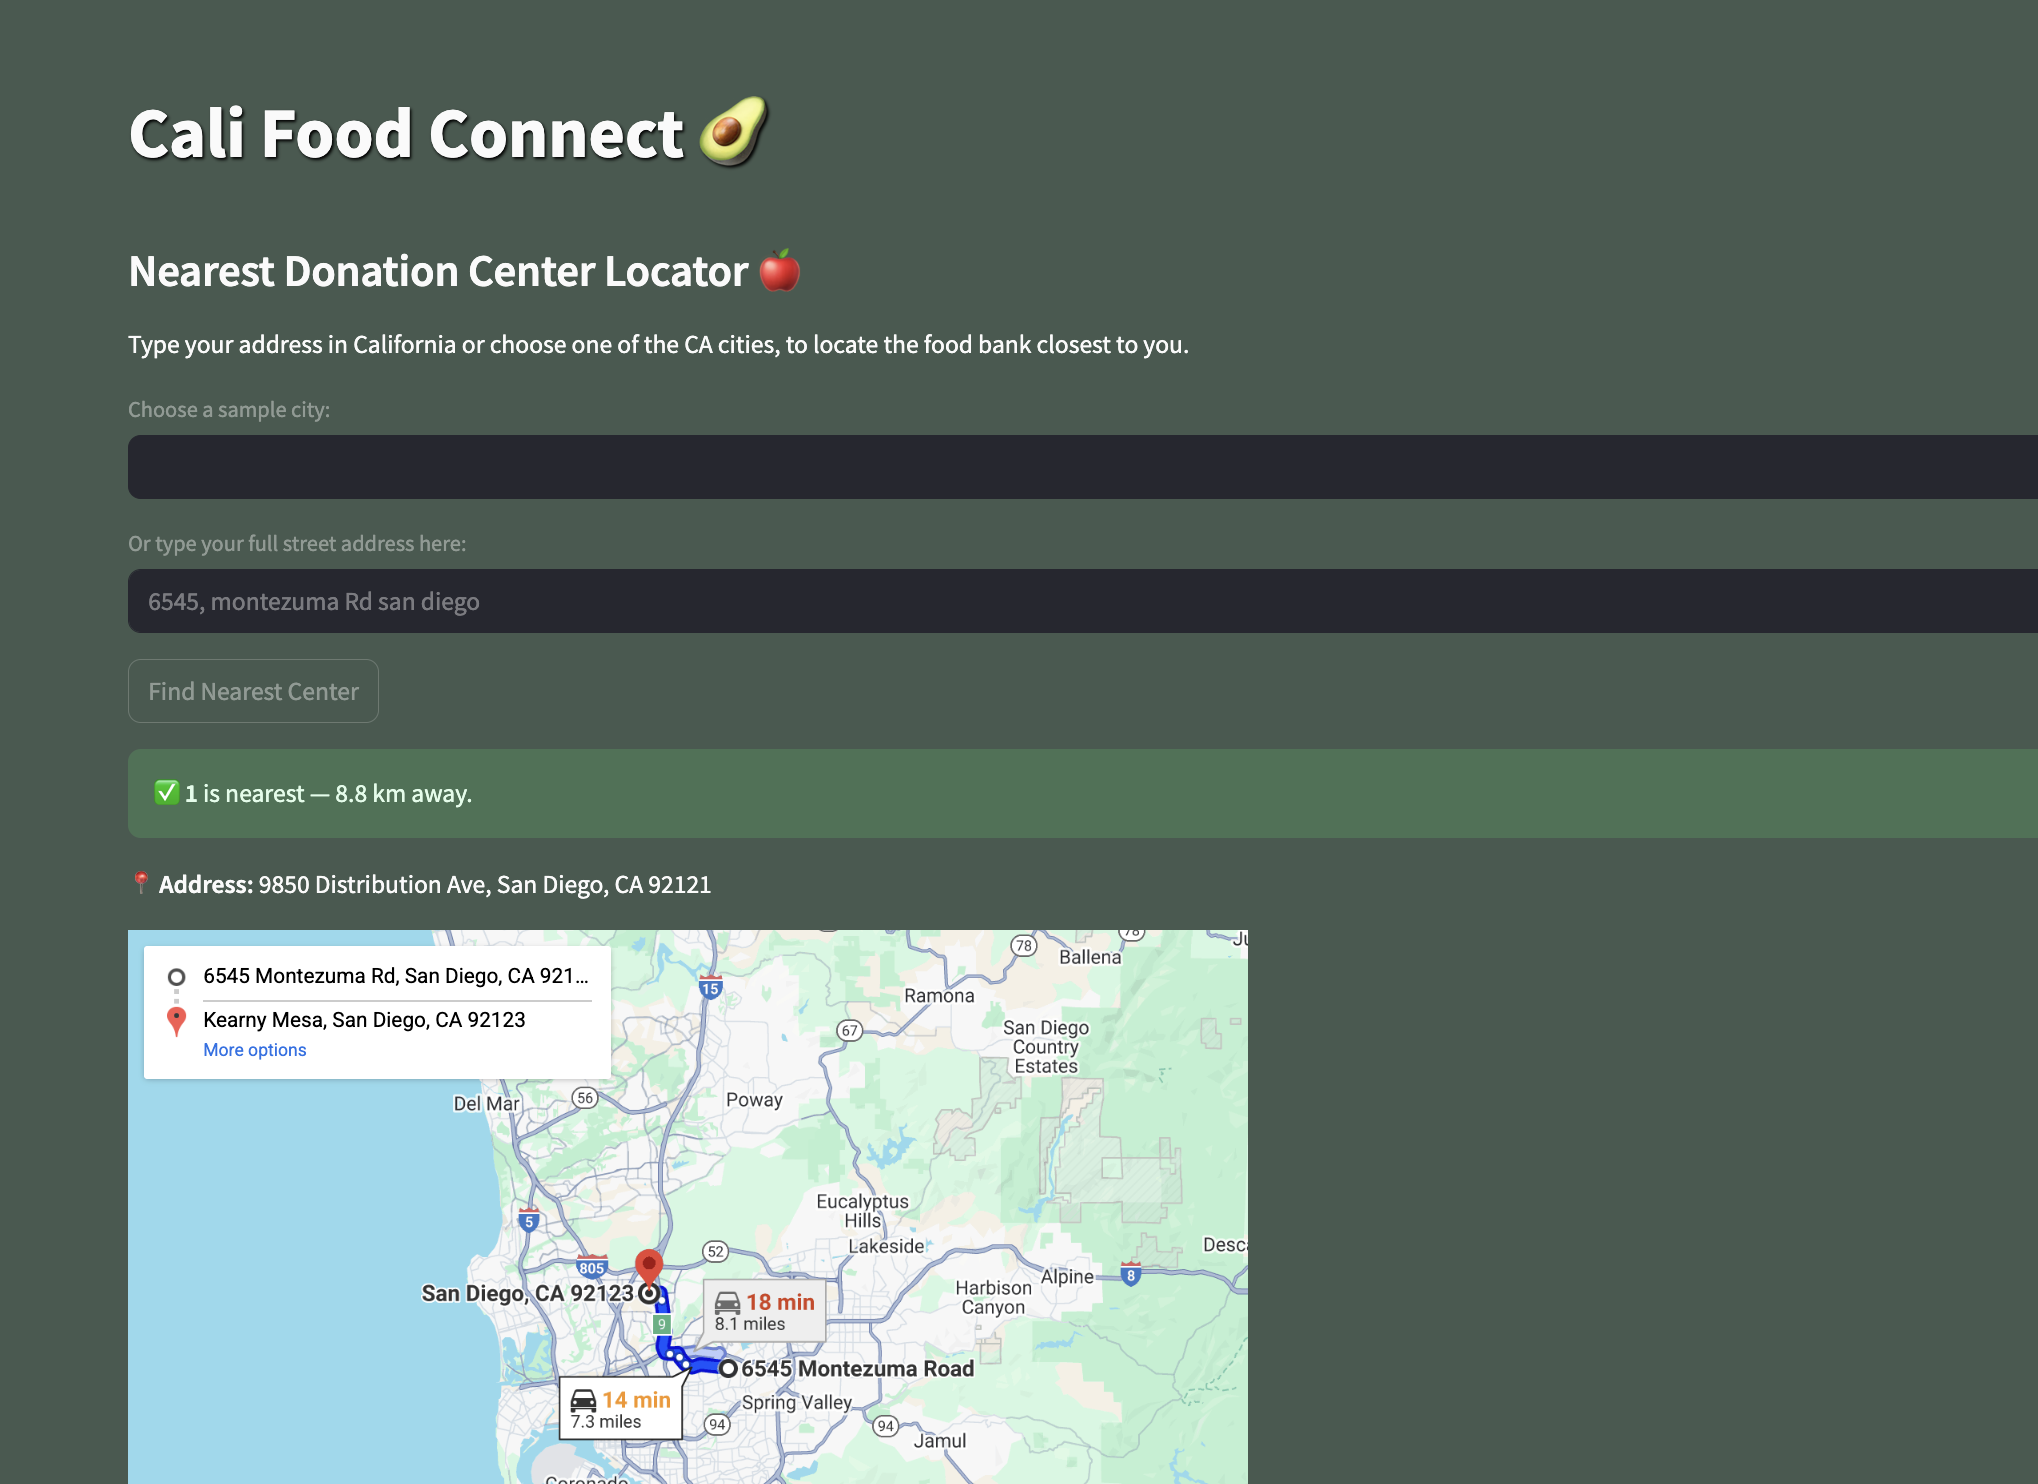 Cali Food Connect 🥑
Nearest Donation Center Locator 🍎
Type your address in California or choose one of the CA cities, to locate the food bank closest to you.
Choose a sample city:
Or type your full street address here:
6545, montezuma Rd san diego
Find Nearest Center
✅ 1 is nearest — 8.8 km away.
📍 Address: 9850 Distribution Ave, San Diego, CA 92121
6545 Montezuma Rd, San Diego, CA 921...
Kearny Mesa, San Diego, CA 92123
More options
78
78
Ballena
15
Ramona
67
San Diego
Country
Estates
Del Mar
56
Poway
Eucalyptus
Hills
5
Lakeside
52
805
Alpine
8
San Diego, CA 92123
18 min
8.1 miles
Harbison
Canyon
9
6545 Montezuma Road
14 min
7.3 miles
Spring Valley
94
94
Jamul
Coronado